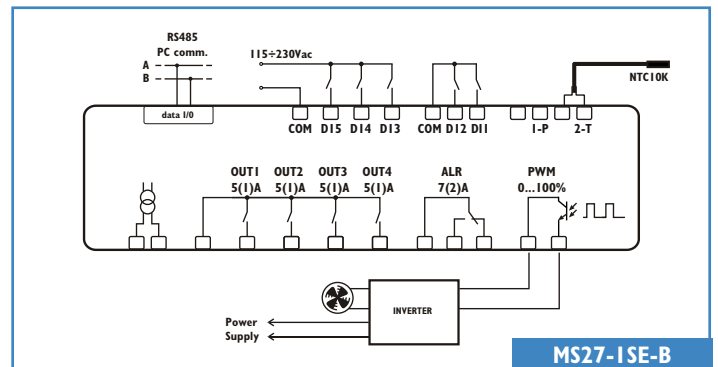 RS485
PC comm.
A
B
115÷230Vac
NTC10K
data I/0
COM DI5 DI4 DI3
COM DI2 DI1
1-P 2-T
OUT1 OUT2 OUT3 OUT4 ALR PWM
5(1)A 5(1)A 5(1)A 5(1)A 7(2)A 0...100%
INVERTER
Power
Supply
MS27-1SE-B